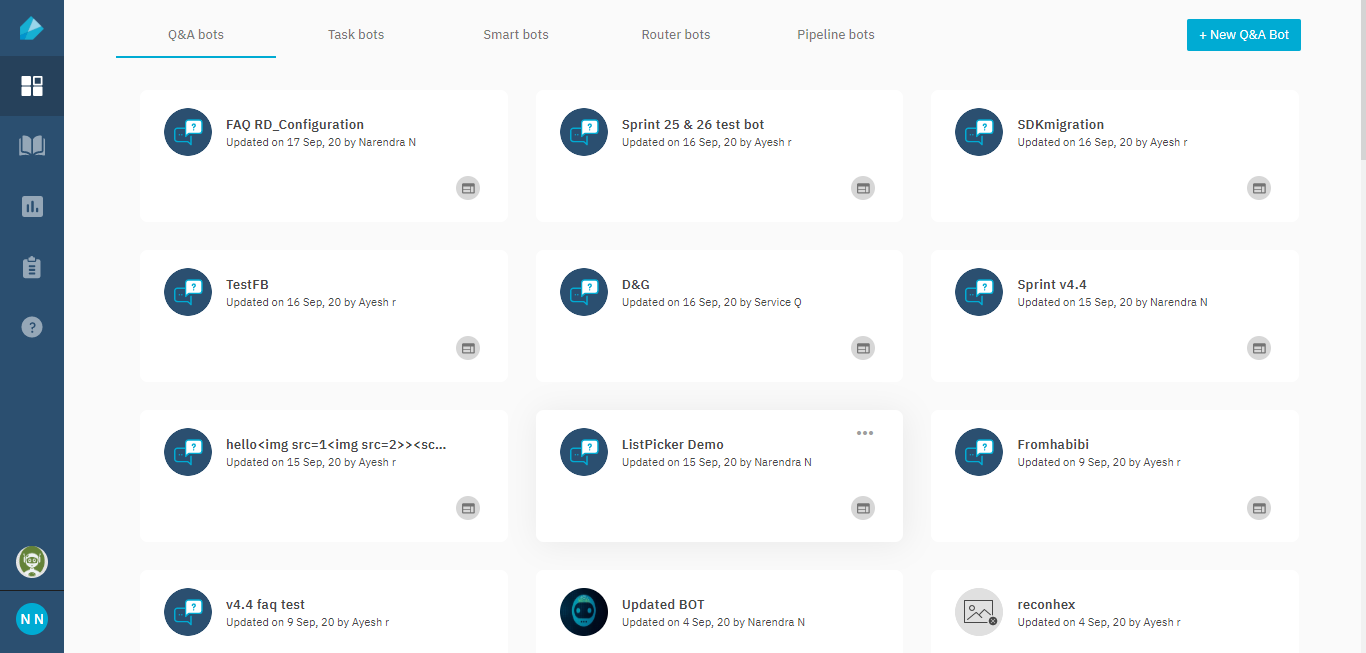 Q&A bots
Task bots
Smart bots
Router bots
Pipeline bots
+ New Q&A Bot
FAQ RD_Configuration
Updated on 17 Sep, 20 by Narendra N
Sprint 25 & 26 test bot
Updated on 16 Sep, 20 by Ayesh r
SDKmigration
Updated on 16 Sep, 20 by Ayesh r
TestFB
Updated on 16 Sep, 20 by Ayesh r
D&G
Updated on 16 Sep, 20 by Service Q
Sprint v4.4
Updated on 15 Sep, 20 by Narendra N
hello<img src=1<img src=2>><sc...
Updated on 15 Sep, 20 by Ayesh r
ListPicker Demo
Updated on 15 Sep, 20 by Narendra N
Fromhabibi
Updated on 9 Sep, 20 by Ayesh r
v4.4 faq test
Updated on 9 Sep, 20 by Ayesh r
Updated BOT
Updated on 4 Sep, 20 by Narendra N
reconhex
Updated on 4 Sep, 20 by Ayesh r
N N